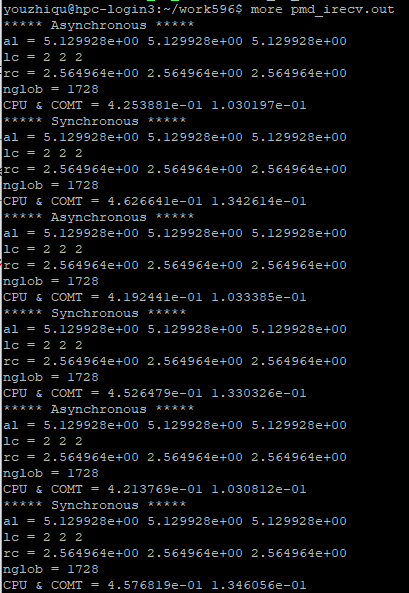 youzhiqu@hpc-login3:~/work596$ more pmd_irecv.out
***** Asynchronous *****
al = 5.129928e+00 5.129928e+00 5.129928e+00
lc = 2 2 2
rc = 2.564964e+00 2.564964e+00 2.564964e+00
nglob = 1728
CPU & COMT = 4.253881e-01 1.030197e-01
***** Synchronous *****
al = 5.129928e+00 5.129928e+00 5.129928e+00
lc = 2 2 2
rc = 2.564964e+00 2.564964e+00 2.564964e+00
nglob = 1728
CPU & COMT = 4.626641e-01 1.342614e-01
***** Asynchronous *****
al = 5.129928e+00 5.129928e+00 5.129928e+00
lc = 2 2 2
rc = 2.564964e+00 2.564964e+00 2.564964e+00
nglob = 1728
CPU & COMT = 4.192441e-01 1.033385e-01
***** Synchronous *****
al = 5.129928e+00 5.129928e+00 5.129928e+00
lc = 2 2 2
rc = 2.564964e+00 2.564964e+00 2.564964e+00
nglob = 1728
CPU & COMT = 4.526479e-01 1.330326e-01
***** Asynchronous *****
al = 5.129928e+00 5.129928e+00 5.129928e+00
lc = 2 2 2
rc = 2.564964e+00 2.564964e+00 2.564964e+00
nglob = 1728
CPU & COMT = 4.213769e-01 1.030812e-01
***** Synchronous *****
al = 5.129928e+00 5.129928e+00 5.129928e+00
lc = 2 2 2
rc = 2.564964e+00 2.564964e+00 2.564964e+00
nglob = 1728
CPU & COMT = 4.576819e-01 1.346056e-01